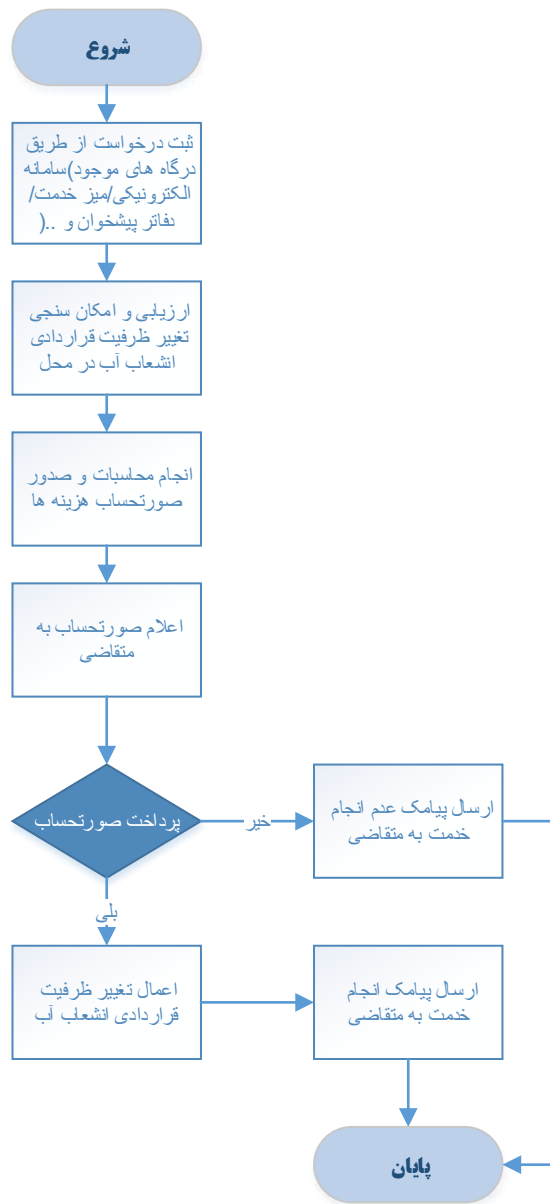 شروع
ثبت درخواست از طریق
درگاه های موجود)سامانه
الکترونیکی/میز خدمت/
دفاتر پیشخوان و ..(
ارزیابی و امکان سنجی
تغییر ظرفیت قراردادی
انشعاب آب در محل
انجام محاسبات و صدور
صورتحساب هزینه ها
اعلام صورتحساب به
متقاضی
پرداخت صورتحساب
خیر
ارسال پیامک عدم انجام
خدمت به متقاضی
بلی
اعمال تغییر ظرفیت
قراردادی انشعاب آب
ارسال پیامک انجام
خدمت به متقاضی
پایان